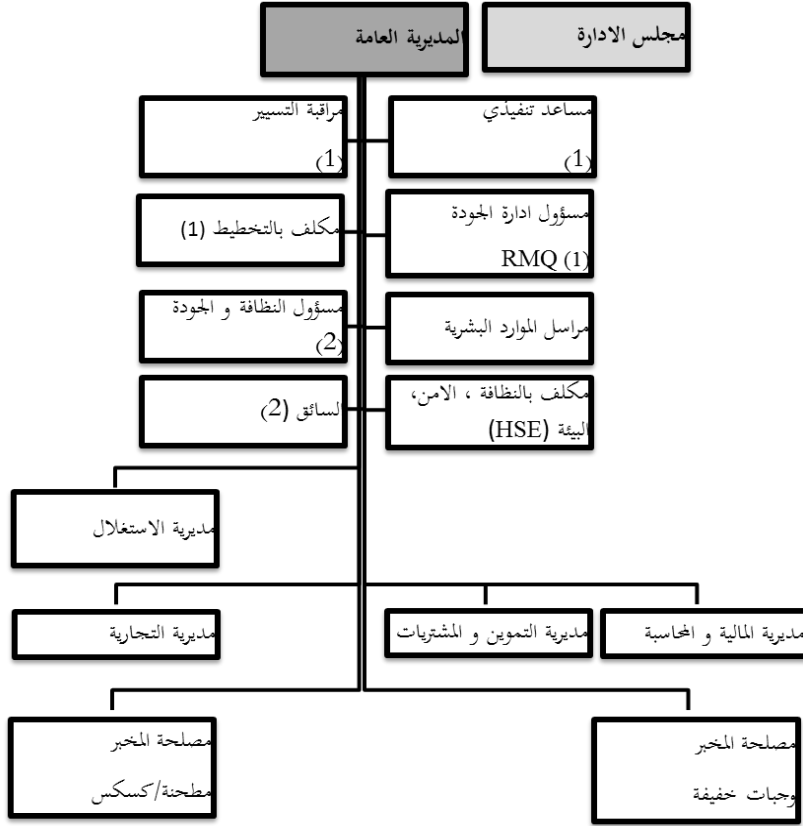 مجلس الادارة
المديرية العامة
مساعد تنفيذي
(1)
مراقبة التسيير
(1)
مسؤول ادارة الجودة
RMQ (1)
مكلف بالتخطيط (1)
مراسل الموارد البشرية
مسؤول النظافة و الجودة
(2)
مكلف بالنظافة ، الامن،
البيئة (HSE)
السائق (2)
مديرية الاستغلال
مديرية المالية و المحاسبة
مديرية التموين و المشتريات
مديرية التجارية
مصلحة المخبر
وجبات خفيفة
مصلحة المخبر
مطحنة/كسكس